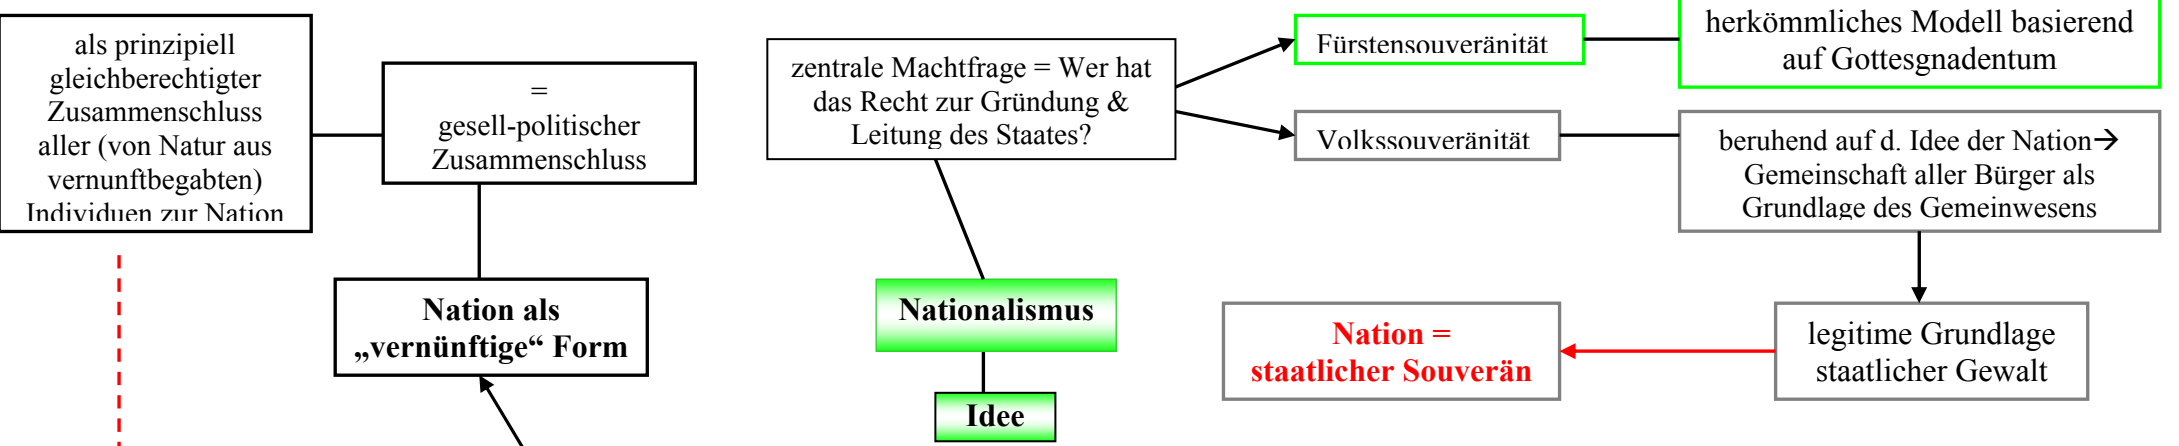 als prinzipiell
gleichberechtigter
Zusammenschluss
aller (von Natur aus
vernunftbegabten)
Individuen zur Nation
=
gesell-politischer
Zusammenschluss
Nation als
„vernünftige“ Form
zentrale Machtfrage = Wer hat
das Recht zur Gründung &
Leitung des Staates?
Nationalismus
Idee
Fürstensouveränität
herkömmliches Modell basierend
auf Gottesgnadentum
Volkssouveränität
beruhend auf d. Idee der Nation→
Gemeinschaft aller Bürger als
Grundlage des Gemeinwesens
legitime Grundlage
staatlicher Gewalt
Nation =
staatlicher Souverän